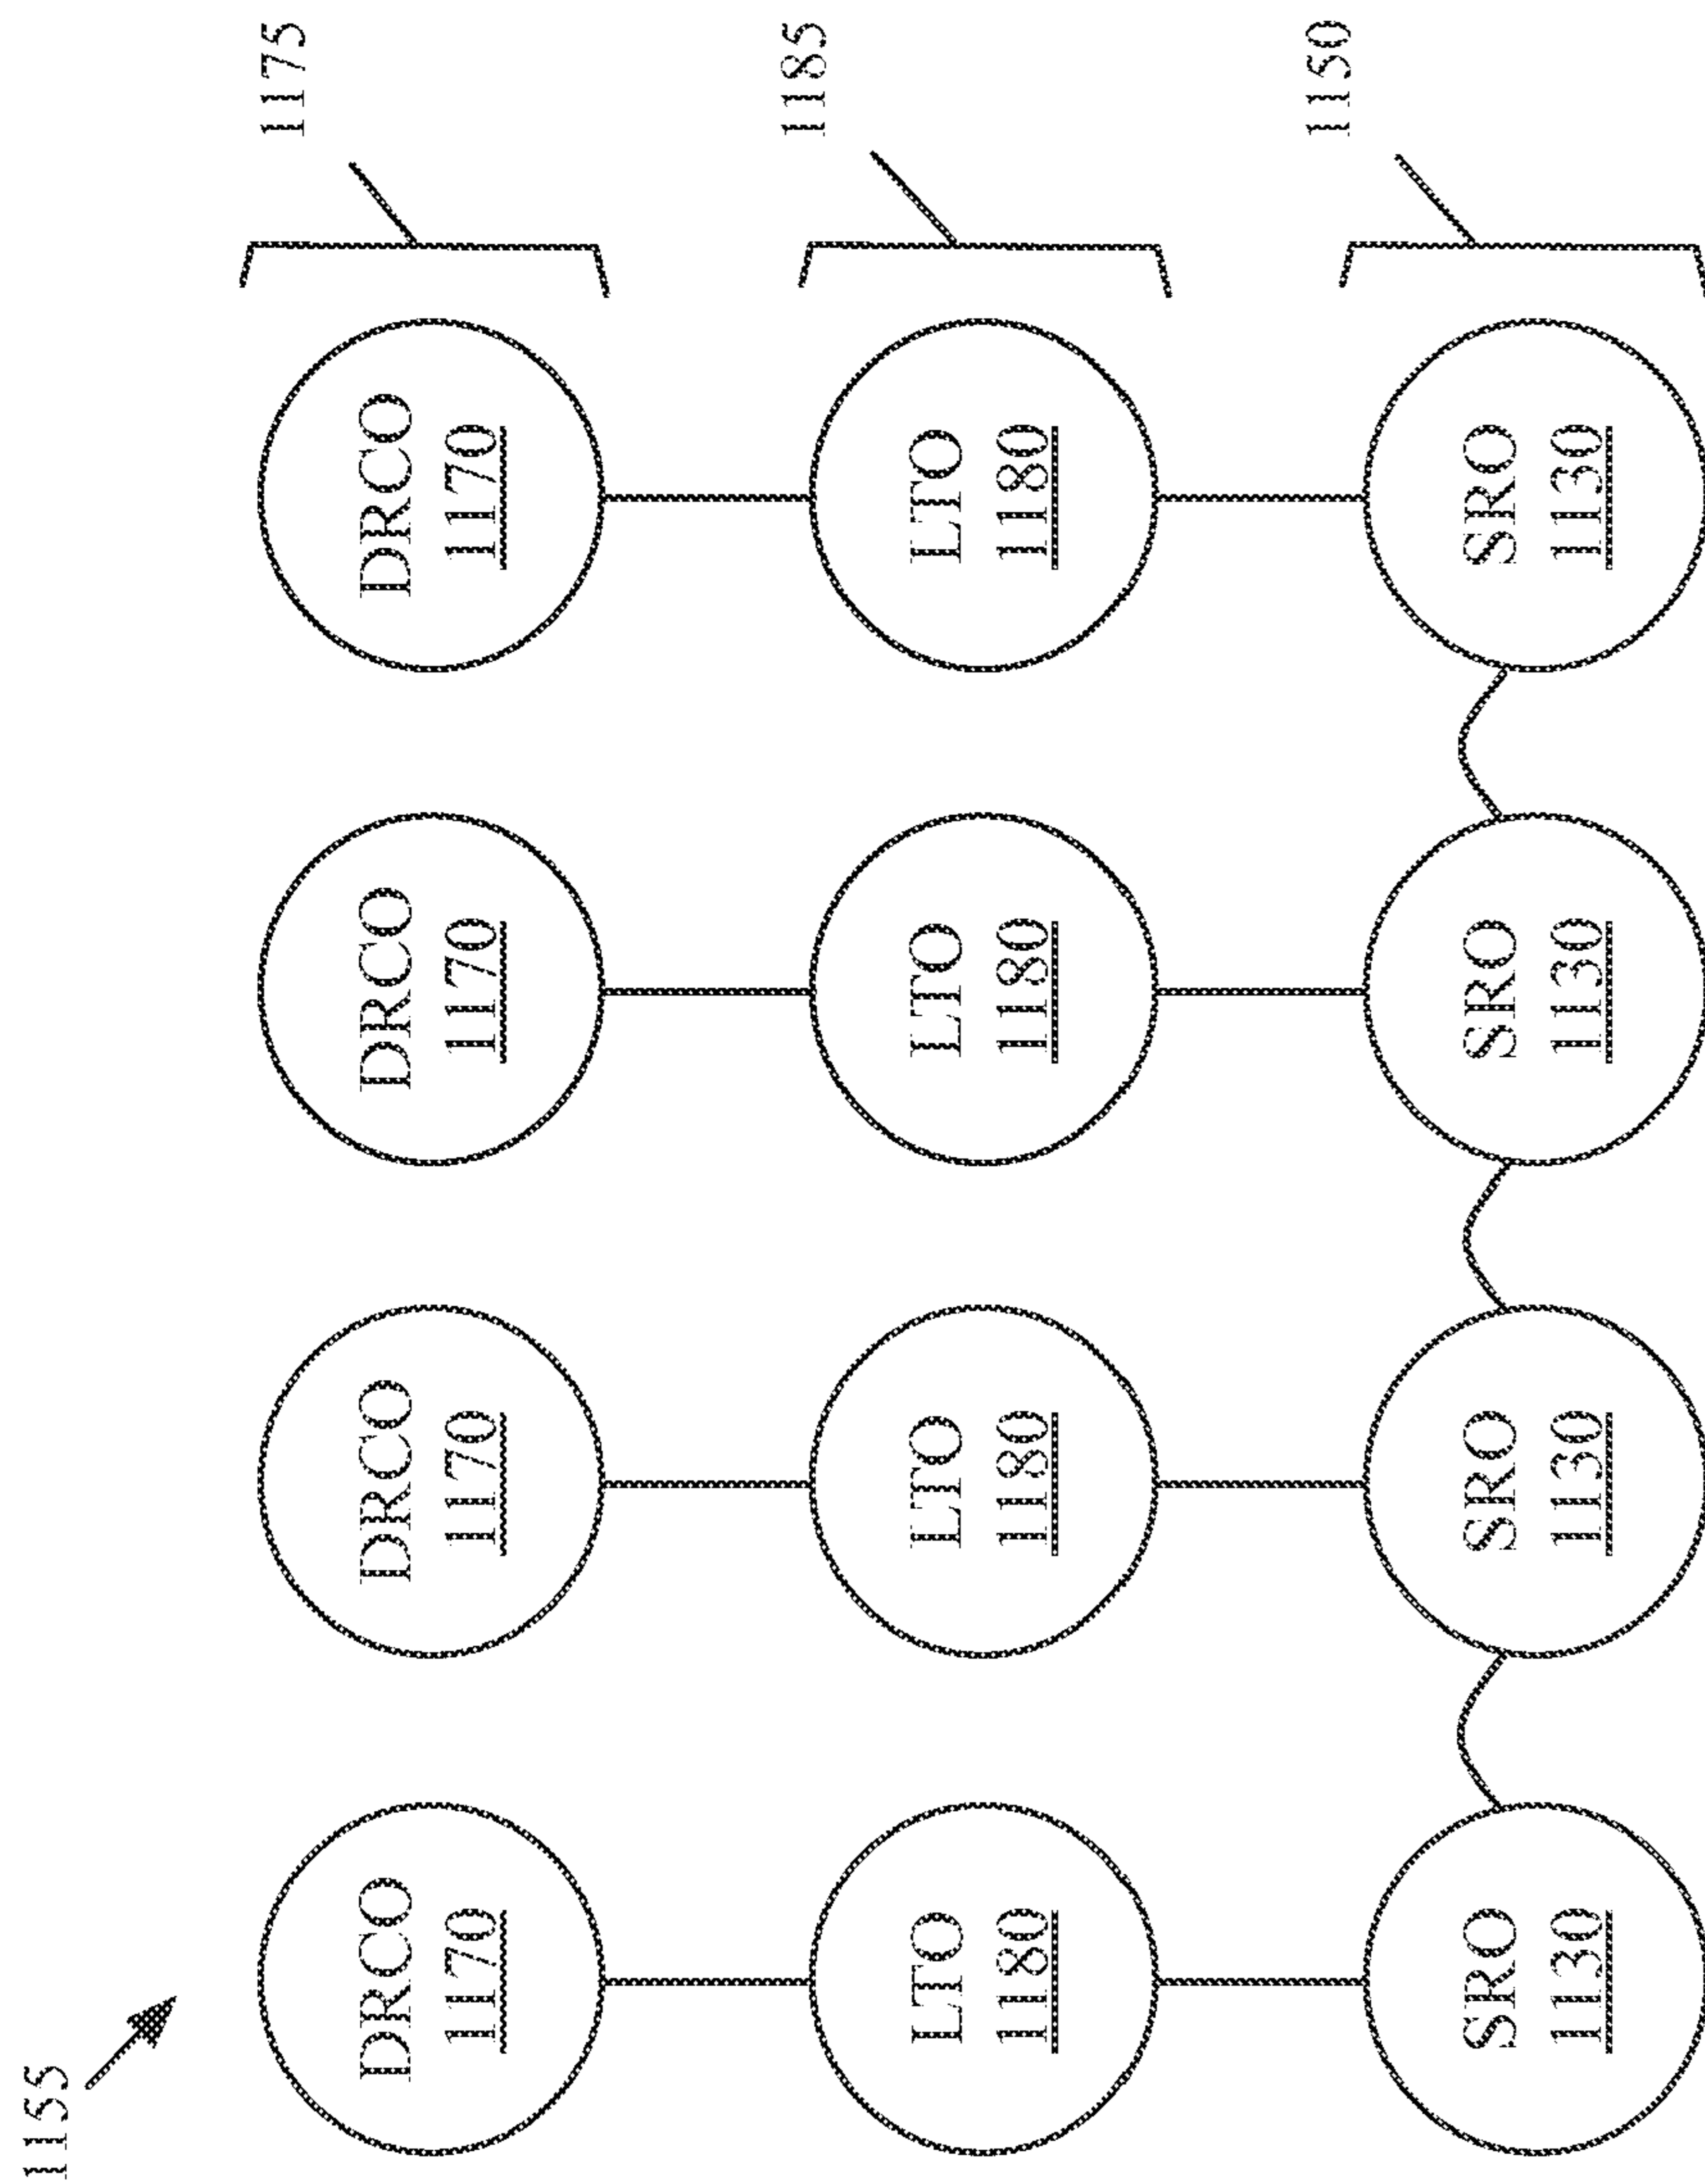 1155
1175
DRCO DRCO DRCO DRCO
1170 1170 1170 1170
1185
LTO LTO LTO LTO
1180 1180 1180 1180
1150
SRO SRO SRO SRO
1130 1130 1130 1130